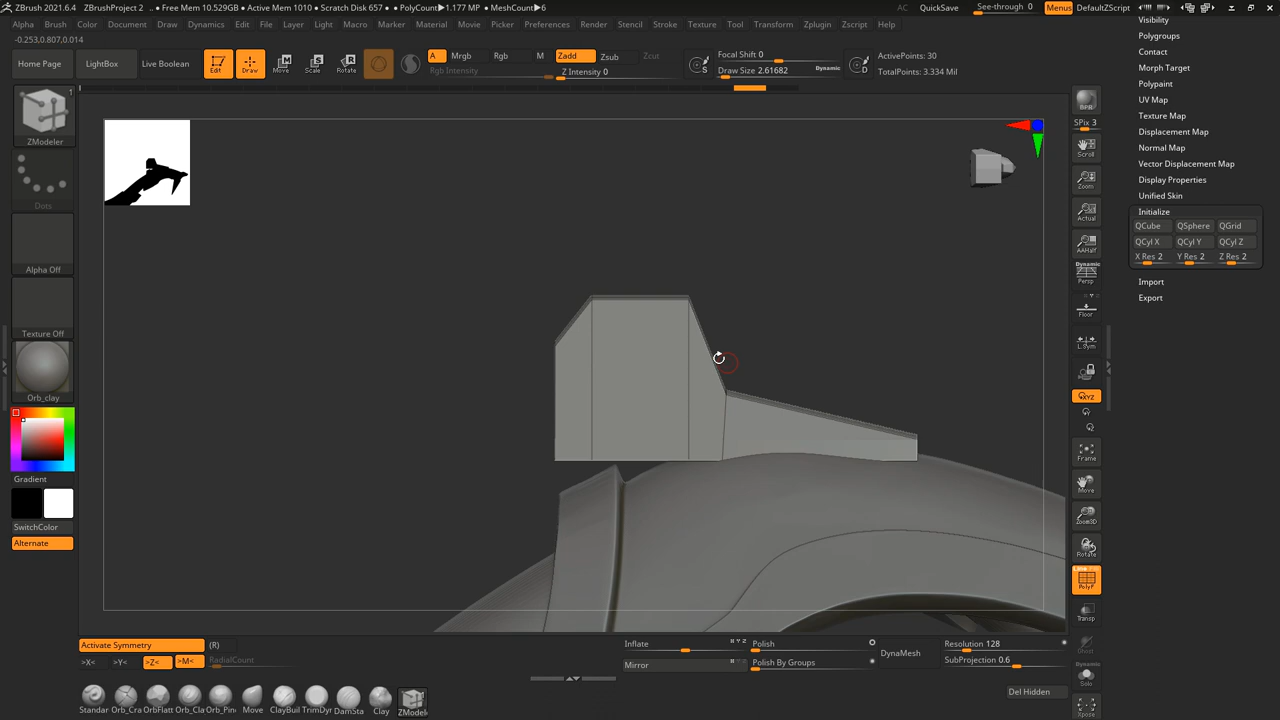 ZBrush 2021.6.4 ZBrushProject 2 .. • Free Mem 10.529GB • Active Mem 1010 • Scratch Disk 657 • PolyCount▸1.177 MP • MeshCount▸6 AC QuickSave See-through 0 Menus DefaultZScript
Alpha Brush Color Document Draw Dynamics Edit File Layer Light Macro Marker Material Movie Picker Preferences Render Stencil Stroke Texture Tool Transform Zplugin Zscript Help
-0.253,0.807,0.014
Home Page LightBox Live Boolean Edit Draw Move Scale Rotate
A Mrgb Rgb M Zadd Zsub Zcut
Rgb Intensity Z Intensity 0
Focal Shift 0
Draw Size 2.61682 Dynamic
S D
ActivePoints: 30
TotalPoints: 3.334 Mil
1
ZModeler
Dots
Alpha Off
Texture Off
Orb_clay
Gradient
SwitchColor
Alternate
BPR
SPix 3
Scroll
Zoom
Actual
AAHalf
Dynamic
Persp
Floor
L.Sym
XYZ
Frame
Move
Zoom3D
Rotate
Line Fill
PolyF
Transp
Ghost
Dynamic
Solo
Xpose
Visibility
Polygroups
Contact
Morph Target
Polypaint
UV Map
Texture Map
Displacement Map
Normal Map
Vector Displacement Map
Display Properties
Unified Skin
Initialize
QCube QSphere QGrid
QCyl X QCyl Y QCyl Z
X Res 2 Y Res 2 Z Res 2
Import
Export
Activate Symmetry (R)
>X< >Y< >Z< >M< RadialCount
Inflate Polish Resolution 128
Mirror Polish By Groups DynaMesh SubProjection 0.6
Del Hidden
Standar Orb_Cra OrbFlatt Orb_Cla Orb_Pin Move ClayBuil TrimDyr DamSta Clay ZModel